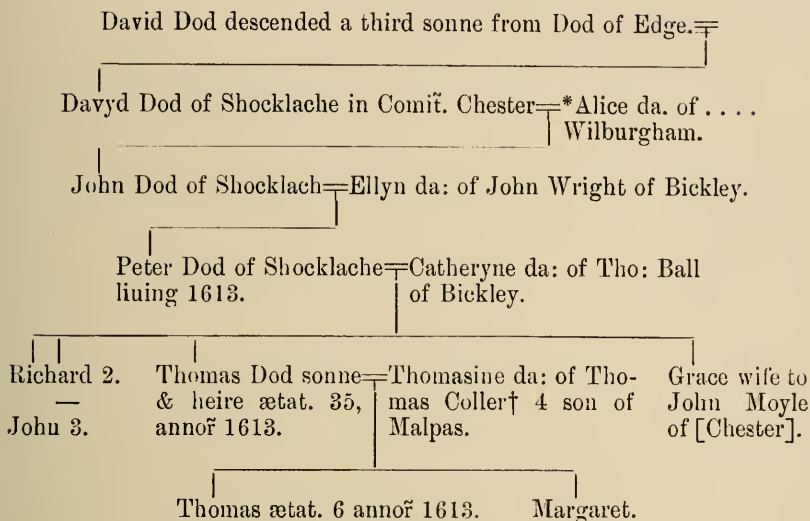 David Dod descended a third sonne from Dod of Edge.
Davyd Dod of Shocklache in Comit̃. Chester=*Alice da. of . . . .
Wilburgham.
John Dod of Shocklach=Ellyn da: of John Wright of Bickley.
Peter Dod of Shocklache=Catheryne da: of Tho: Ball
liuing 1613.
of Bickley.
Richard 2.
—
John 3.
Thomas Dod sonne=Thomasine da: of Tho-
& heire ætat. 35,
annor̃ 1613.
mas Coller† 4 son of
Malpas.
Grace wife to
John Moyle
of [Chester].
Thomas ætat. 6 annor̃ 1613.
Margaret.